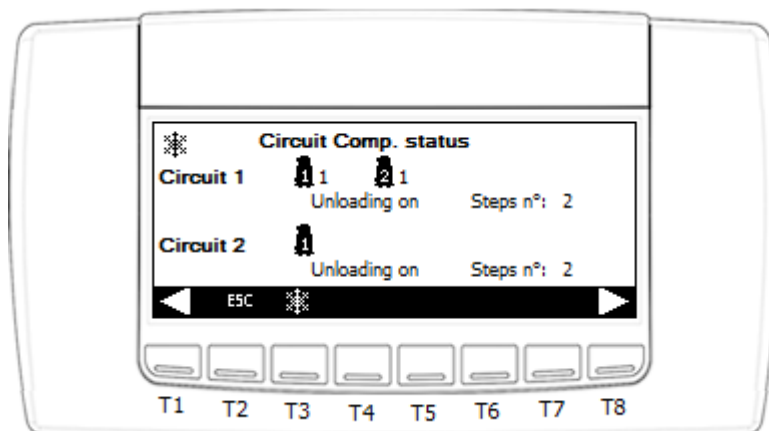 Circuit Comp. status
Circuit 1 1 1 2 1
Unloading on Steps n°: 2
Circuit 2 1
Unloading on Steps n°: 2
ESC
T1 T2 T3 T4 T5 T6 T7 T8